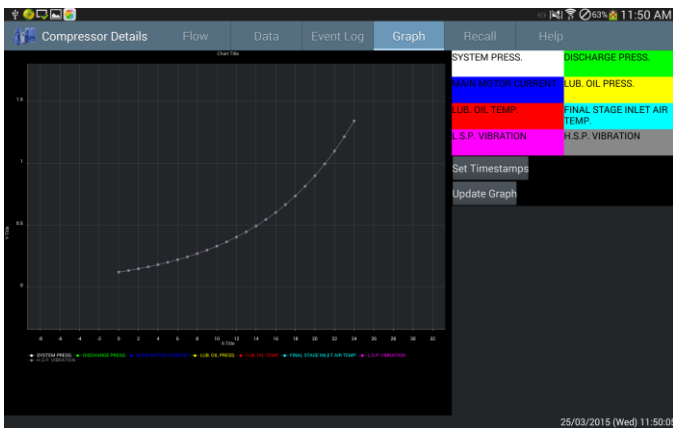 63% 11:50 AM
Compressor Details Flow Data Event Log Graph Recall Help
Chart Title
SYSTEM PRESS. DISCHARGE PRESS.
MAIN MOTOR CURRENT LUB. OIL PRESS.
LUB. OIL TEMP. FINAL STAGE INLET AIR
TEMP.
L.S.P. VIBRATION H.S.P. VIBRATION
Set Timestamps
Update Graph
1.5
1
0.5
0
Y-Title
-8 -6 -4 -2 0 2 4 6 8 10 12 14 16 18 20 22 24 26 28 30 32
X-Title
SYSTEM PRESS. DISCHARGE PRESS. LUB. OIL PRESS. LUB. OIL TEMP. FINAL STAGE INLET AIR TEMP. L.S.P. VIBRATION
H.S.P. VIBRATION
25/03/2015 (Wed) 11:50:05